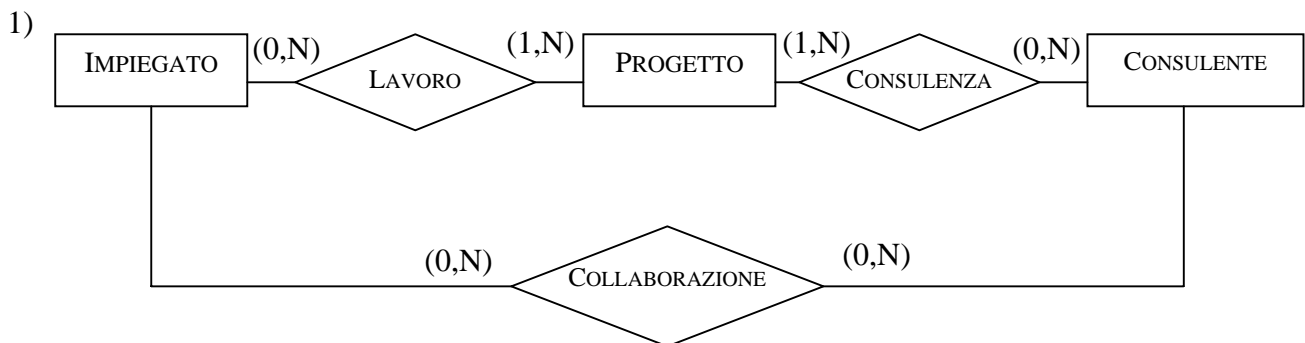 1)
(0,N) (1,N) (1,N) (0,N)
IMPIEGATO LAVORO PROGETTO CONSULENZA CONSULENTE
(0,N) (0,N)
COLLABORAZIONE